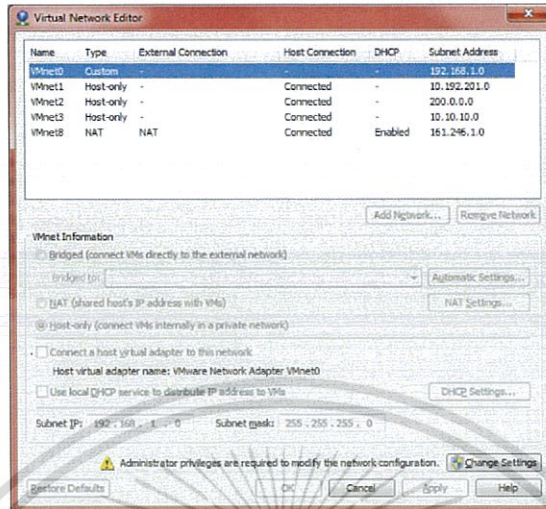 Virtual Network Editor
Name Type External Connection Host Connection DHCP Subnet Address
VMnet0 Custom - - - 192.168.1.0
VMnet1 Host-only - Connected - 10.192.201.0
VMnet2 Host-only - Connected - 200.0.0.0
VMnet3 Host-only - Connected - 10.10.10.0
VMnet8 NAT NAT Connected Enabled 161.246.1.0
Add Network... Remove Network
VMnet Information
Bridged (connect VMs directly to the external network)
Bridged to: Automatic Settings...
NAT (shared host's IP address with VMs) NAT Settings...
Host-only (connect VMs internally in a private network)
Connect a host virtual adapter to this network
Host virtual adapter name: VMware Network Adapter VMnet0
Use local DHCP service to distribute IP address to VMs DHCP Settings...
Subnet IP: 192 . 168 . 1 . 0 Subnet mask: 255 . 255 . 255 . 0
Administrator privileges are required to modify the network configuration. Change Settings
Restore Defaults OK Cancel Apply Help